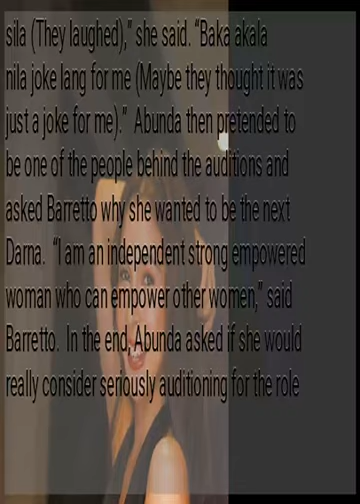 sila (They laughed),” she said. “Baka akala
nila joke lang for me (Maybe they thought it was
just a joke for me).”  Abunda then pretended to
be one of the people behind the auditions and
asked Barretto why she wanted to be the next
Darna.  “I am an independent strong empowered
woman who can empower other women,” said
Barretto.  In the end, Abunda asked if she would
really consider seriously auditioning for the role